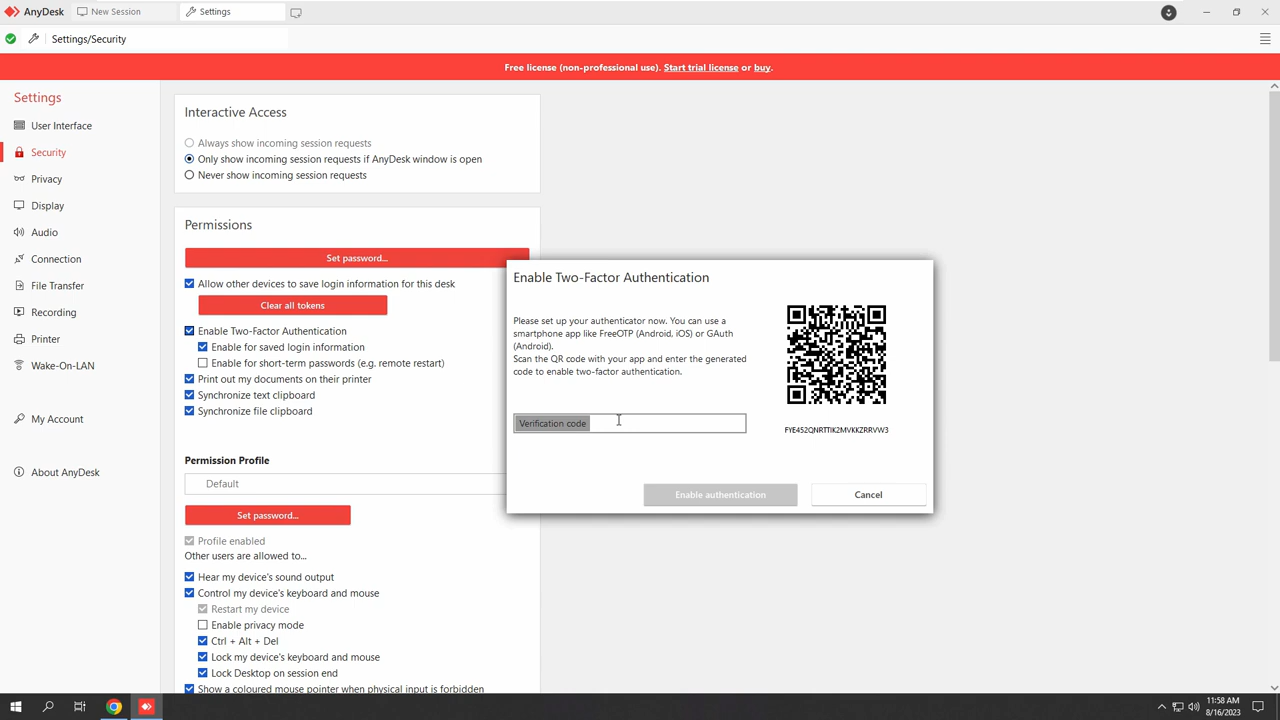 AnyDesk
New Session
Settings
Settings/Security
Free license (non-professional use). Start trial license or buy.
Settings
User Interface
Security
Privacy
Display
Audio
Connection
File Transfer
Recording
Printer
Wake-On-LAN
My Account
About AnyDesk
Interactive Access
Always show incoming session requests
Only show incoming session requests if AnyDesk window is open
Never show incoming session requests
Permissions
Set password...
Allow other devices to save login information for this desk
Clear all tokens
Enable Two-Factor Authentication
Enable for saved login information
Enable for short-term passwords (e.g. remote restart)
Print out my documents on their printer
Synchronize text clipboard
Synchronize file clipboard
Permission Profile
Default
Set password...
Profile enabled
Other users are allowed to...
Hear my device's sound output
Control my device's keyboard and mouse
Restart my device
Enable privacy mode
Ctrl + Alt + Del
Lock my device's keyboard and mouse
Lock Desktop on session end
Show a coloured mouse pointer when physical input is forbidden
Enable Two-Factor Authentication
Please set up your authenticator now. You can use a
smartphone app like FreeOTP (Android, iOS) or GAuth
(Android).
Scan the QR code with your app and enter the generated
code to enable two-factor authentication.
Verification code
FYE452QNRTTIK2MVKKZRRVW3
Enable authentication
Cancel
11:58 AM
8/16/2023